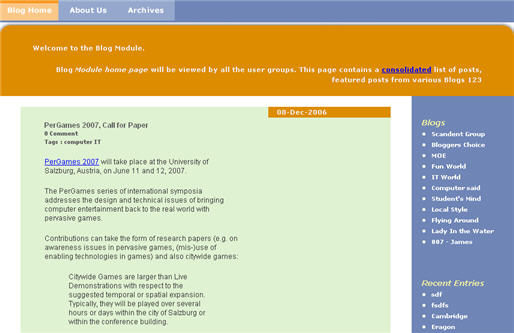 Blog Home About Us Archives
Welcome to the Blog Module.
Blog Module home page will be viewed by all the user groups. This page contains a consolidated list of posts,
featured posts from various Blogs 123
08-Dec-2006
PerGames 2007, Call for Paper
0 Comment
Tags : computer IT
PerGames 2007 will take place at the University of
Salzburg, Austria, on June 11 and 12, 2007.
The PerGames series of international symposia
addresses the design and technical issues of bringing
computer entertainment back to the real world with
pervasive games.
Contributions can take the form of research papers (e.g. on
awareness issues in pervasive games, (mis-)use of
enabling technologies in games) and also citywide games:
Citywide Games are larger than Live
Demonstrations with respect to the
suggested temporal or spatial expansion.
Typically, they will be played over several
hours or days within the city of Salzburg or
within the conference building.
Blogs
Scandent Group
Bloggers Choice
MOE
Fun World
IT World
Computer said
Student's Mind
Local Style
Flying Around
Lady In the Water
007 - James
Recent Entries
sdf
fsdfs
Cambridge
Eragon